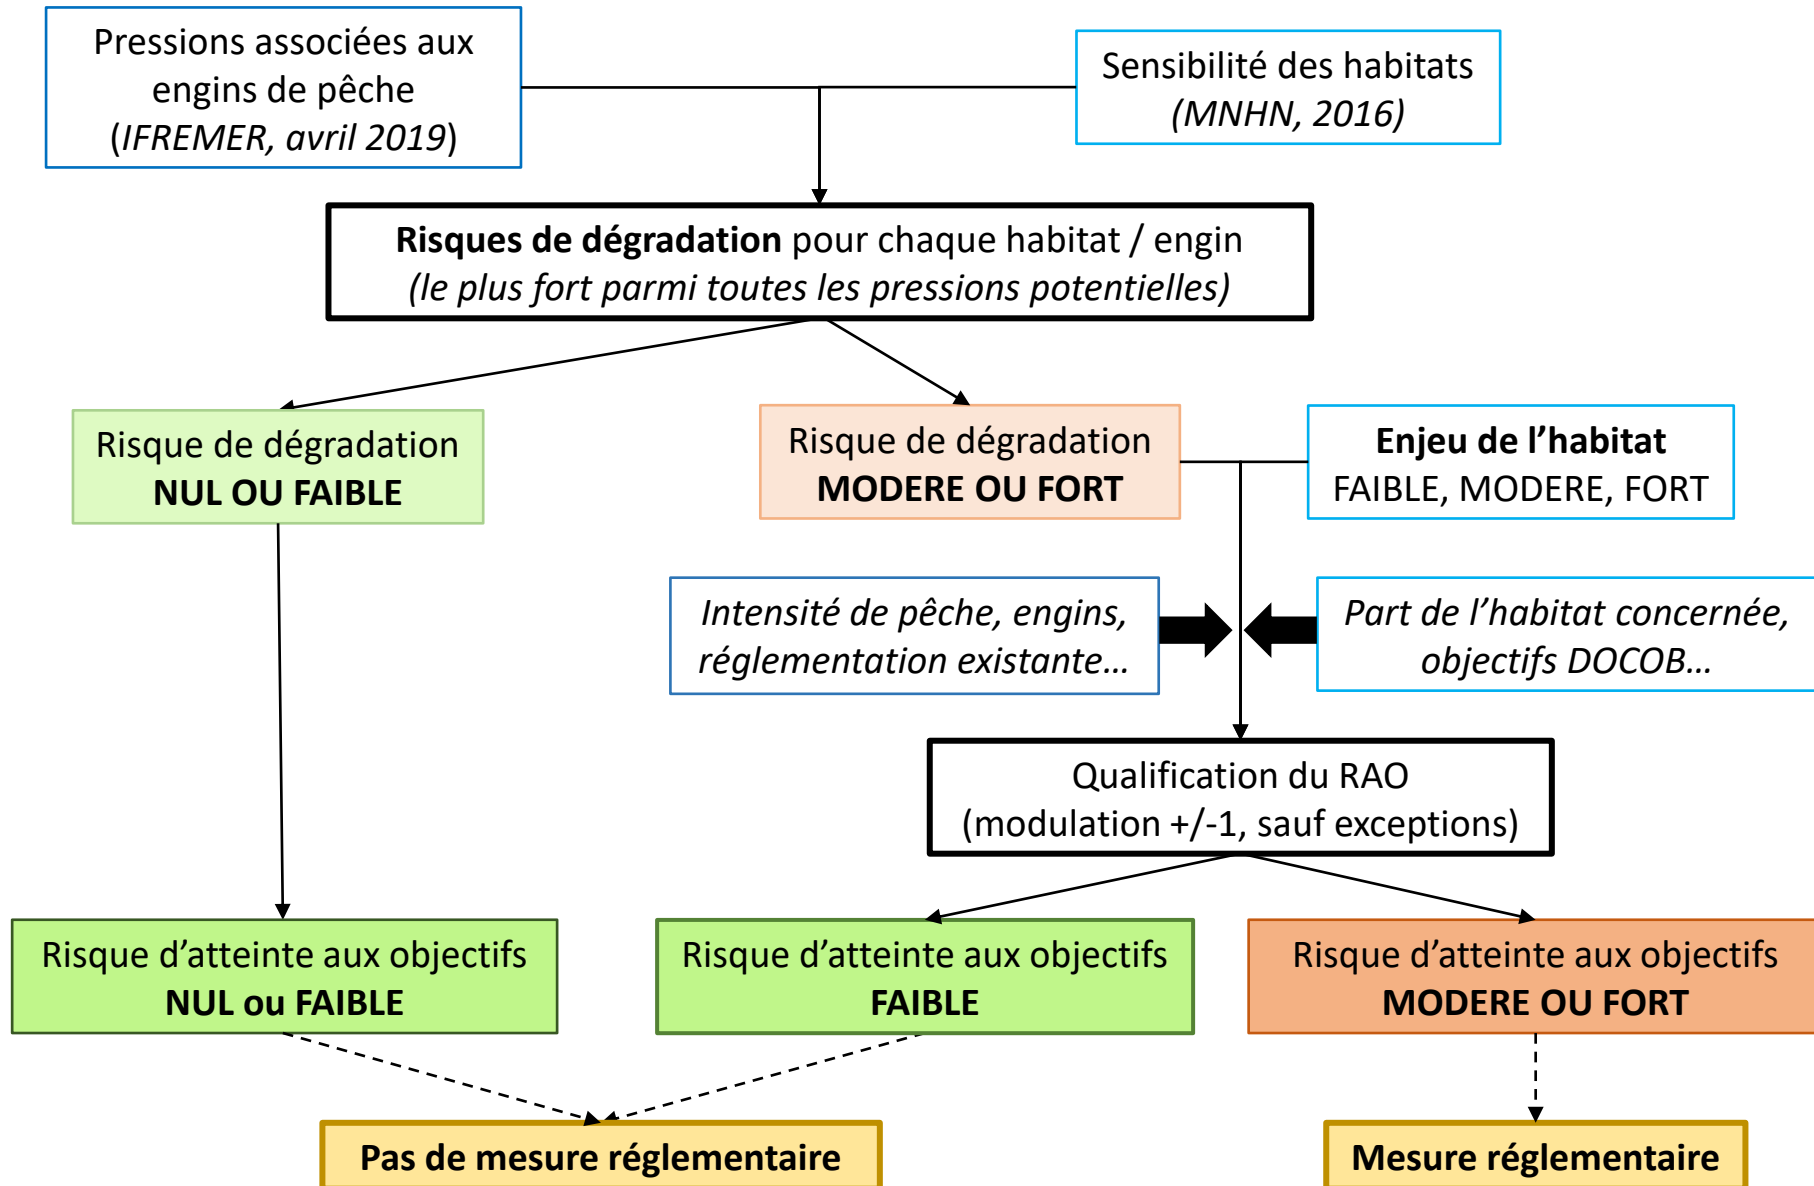 Pressions associées aux
engins de pêche
(IFREMER, avril 2019)
Sensibilité des habitats
(MNHN, 2016)
Risques de dégradation pour chaque habitat / engin
(le plus fort parmi toutes les pressions potentielles)
Risque de dégradation
NUL OU FAIBLE
Risque de dégradation
MODERE OU FORT
Enjeu de l’habitat
FAIBLE, MODERE, FORT
Intensité de pêche, engins,
réglementation existante…
Part de l’habitat concernée,
objectifs DOCOB…
Qualification du RAO
(modulation +/-1, sauf exceptions)
Risque d’atteinte aux objectifs
NUL ou FAIBLE
Risque d’atteinte aux objectifs
FAIBLE
Risque d’atteinte aux objectifs
MODERE OU FORT
Pas de mesure réglementaire
Mesure réglementaire